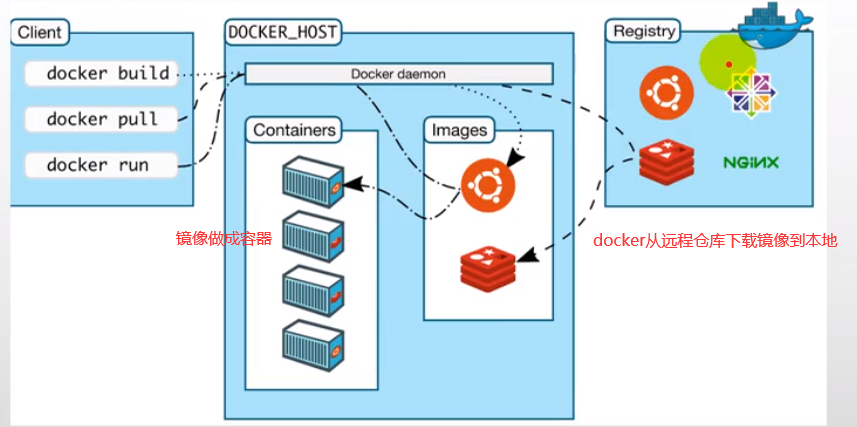 Client
docker build
docker pull
docker run
DOCKER_HOST
Docker daemon
Containers
Images
Registry
NGINX
镜像做成容器
docker从远程仓库下载镜像到本地